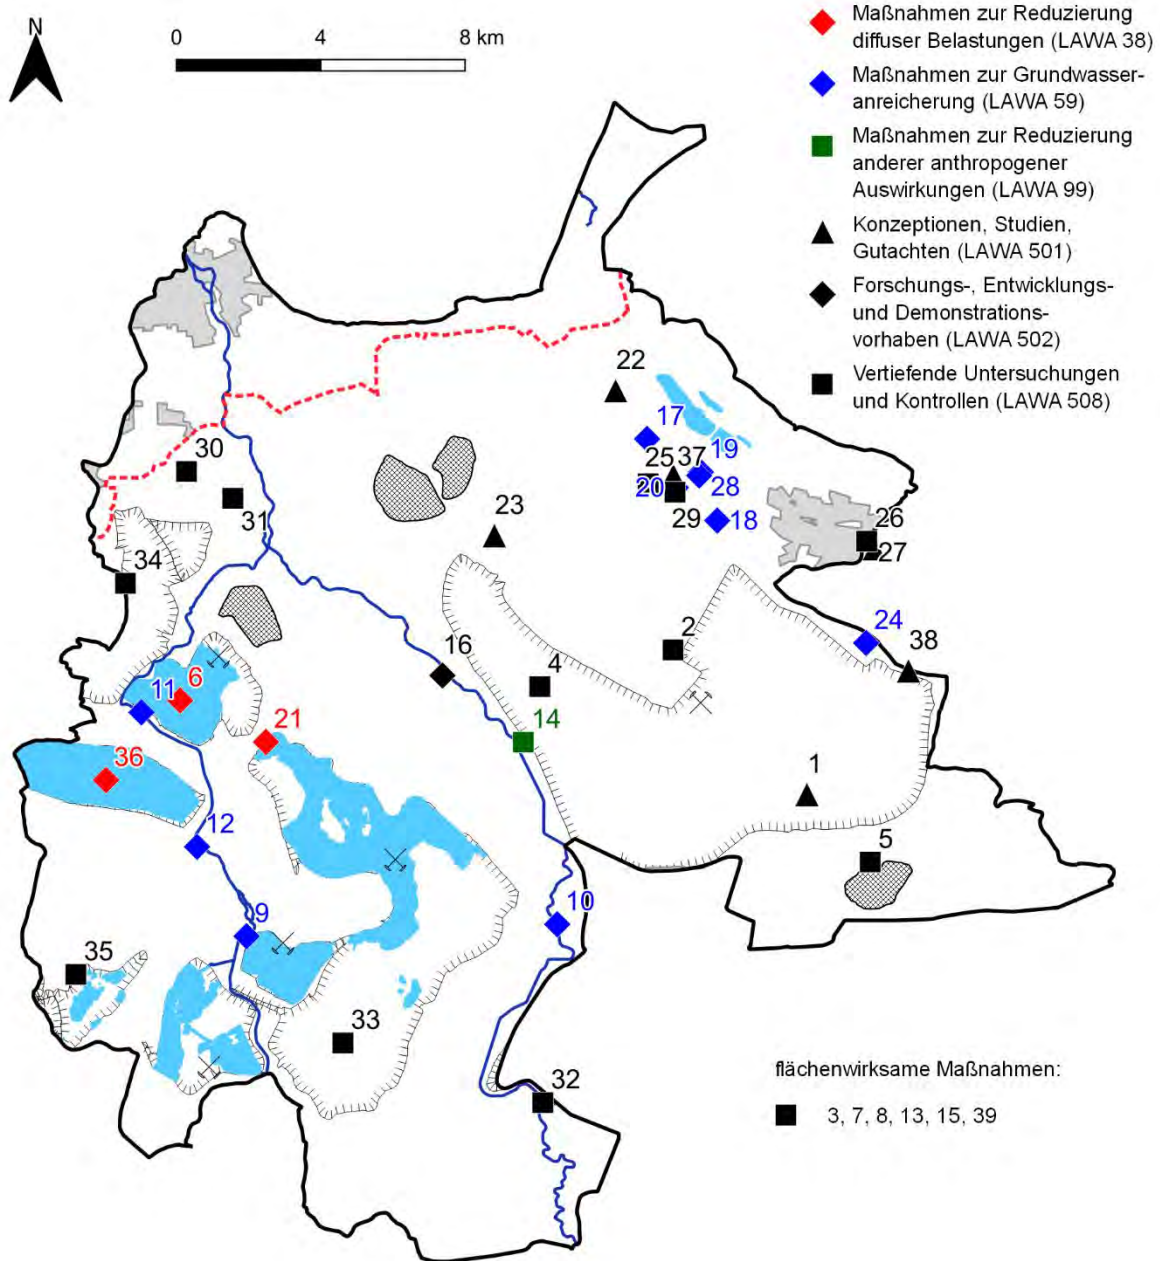 N
0 4 8 km
Maßnahmen zur Reduzierung
diffuser Belastungen (LAWA 38)
Maßnahmen zur Grundwasser-
anreicherung (LAWA 59)
Maßnahmen zur Reduzierung
anderer anthropogener
Auswirkungen (LAWA 99)
Konzeptionen, Studien,
Gutachten (LAWA 501)
Forschungs-, Entwicklungs-
und Demonstrations-
vorhaben (LAWA 502)
Vertiefende Untersuchungen
und Kontrollen (LAWA 508)
22
17
30
25 37 19
20
28
31
23
29 18
26
27
34
2
24
38
16
4
6
11
21
14
36
1
12
5
10
9
35
33
32
flächenwirksame Maßnahmen:
3, 7, 8, 13, 15, 39